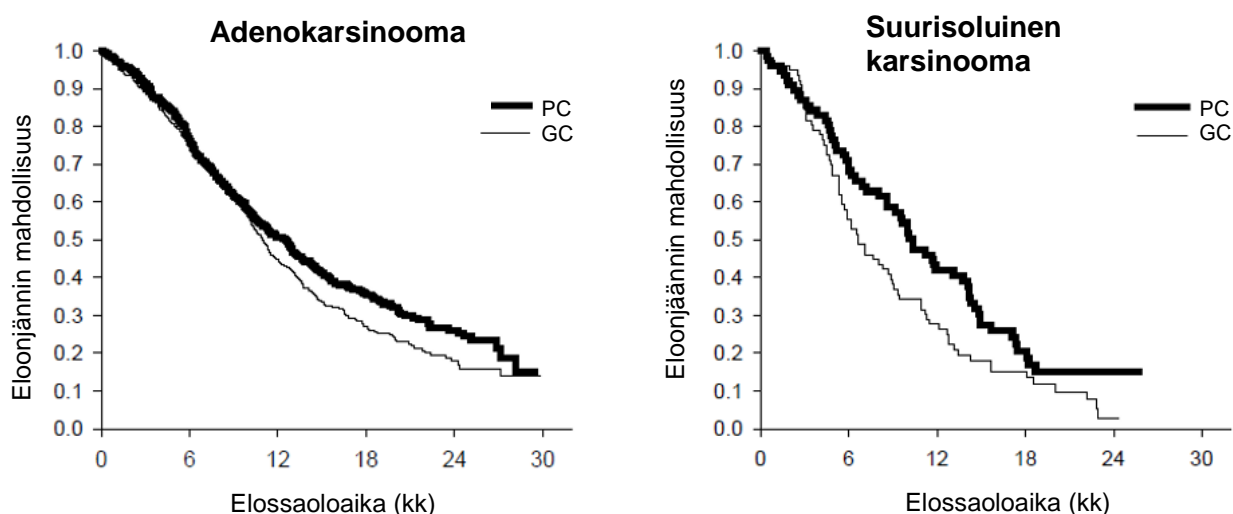 Adenokarsinooma
Eloonjännin mahdollisuus
1.0
0.9
0.8
0.7
0.6
0.5
0.4
0.3
0.2
0.1
0.0
PC
GC
0 6 12 18 24 30
Elossaoloaika (kk)
Suurisoluinen
karsinooma
Eloonjäännin mahdollisuus
1.0
0.9
0.8
0.7
0.6
0.5
0.4
0.3
0.2
0.1
0.0
PC
GC
0 6 12 18 24 30
Elossaoloaika (kk)